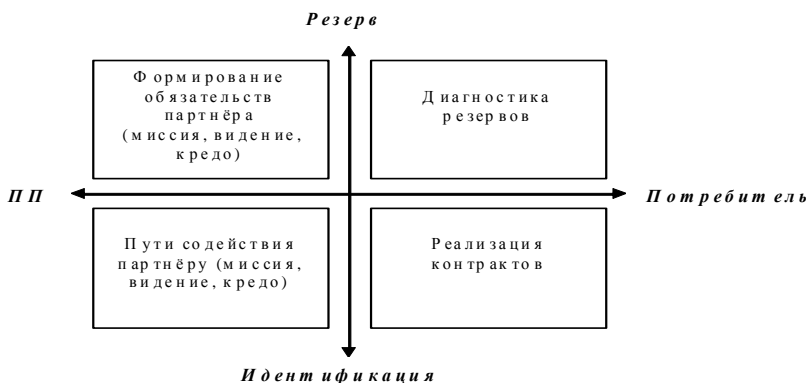 Резерв
Формирование
обязательств
партнёра
(миссия, видение,
кредо)
Диагностика
резервов
ПП
Потребитель
Пути содействия
партнёру (миссия,
видение, кредо)
Реализация
контрактов
Идентификация